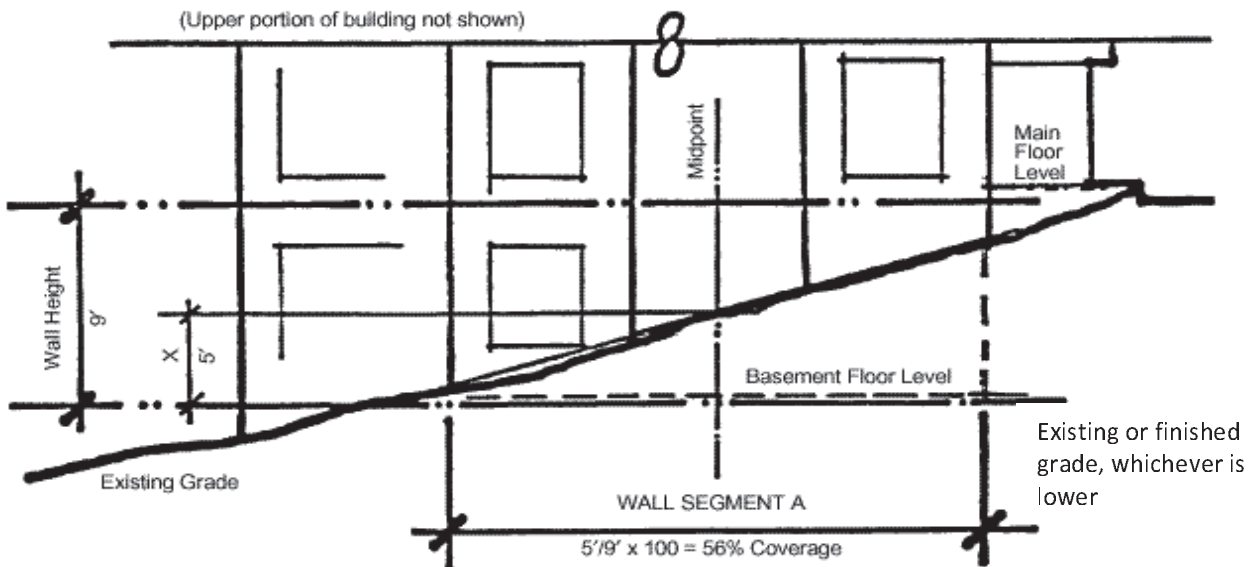 (Upper portion of building not shown)
8
Midpoint
Main
Floor
Level
Wall Height
9′
X
5′
Basement Floor Level
Existing or finished
grade, whichever is
lower
Existing Grade
WALL SEGMENT A
5′/9′ x 100 = 56% Coverage